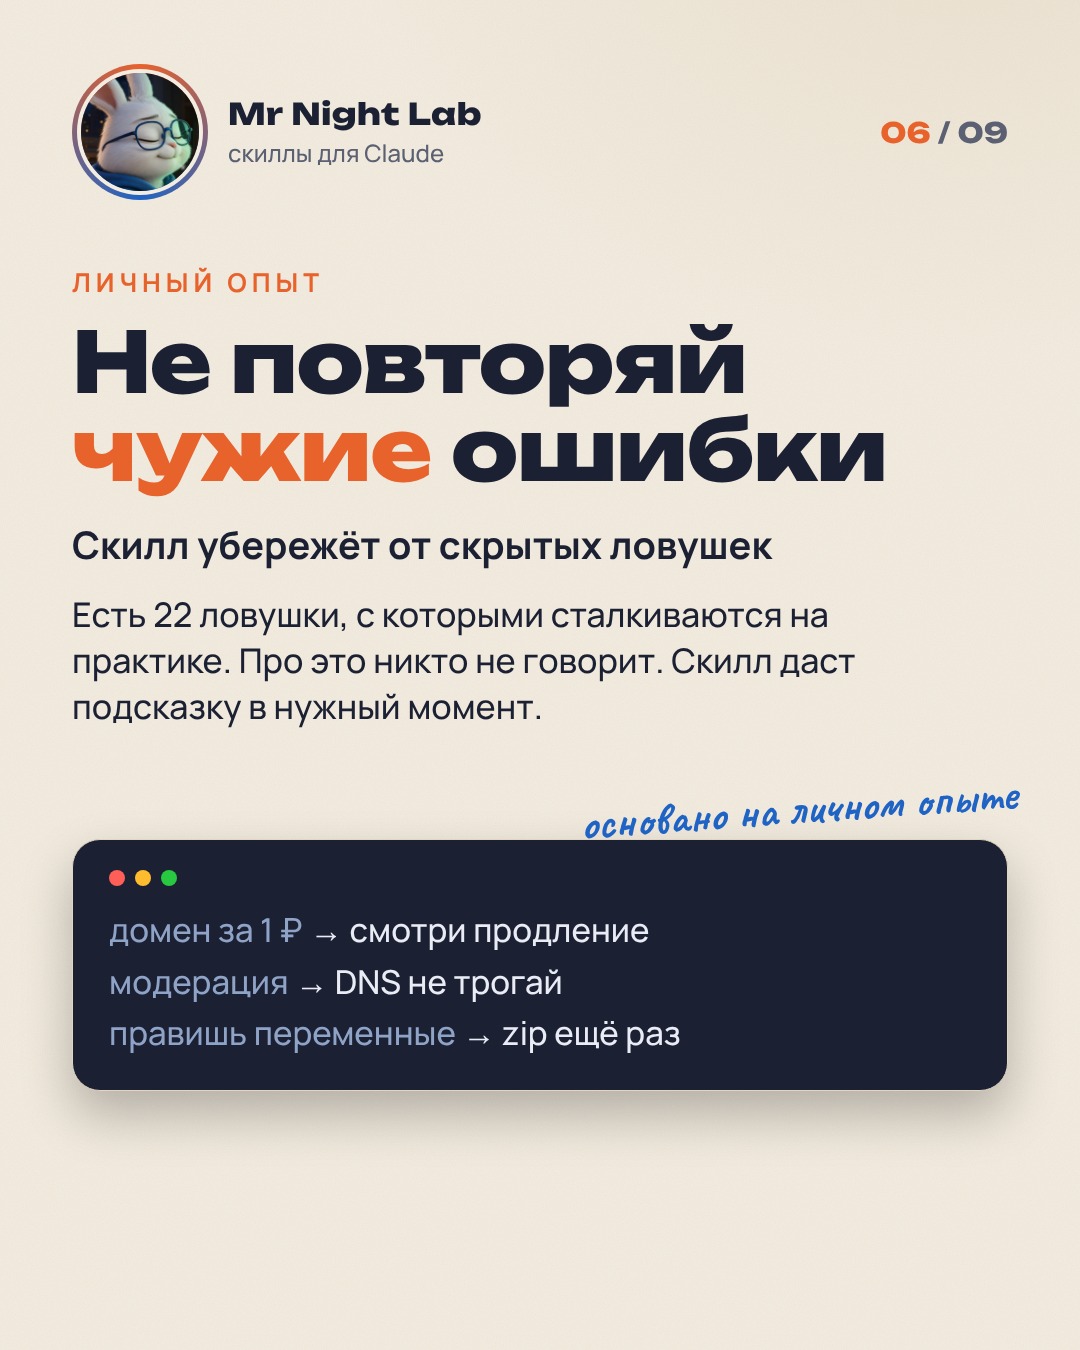 Mr Night Lab
скиллы для Claude
06 / 09
ЛИЧНЫЙ ОПЫТ
Не повторяй
чужие ошибки
Скилл убережёт от скрытых ловушек
Есть 22 ловушки, с которыми сталкиваются на
практике. Про это никто не говорит. Скилл даст
подсказку в нужный момент.
основано на личном опыте
домен за 1 ₽ → смотри продление
модерация → DNS не трогай
правишь переменные → zip ещё раз